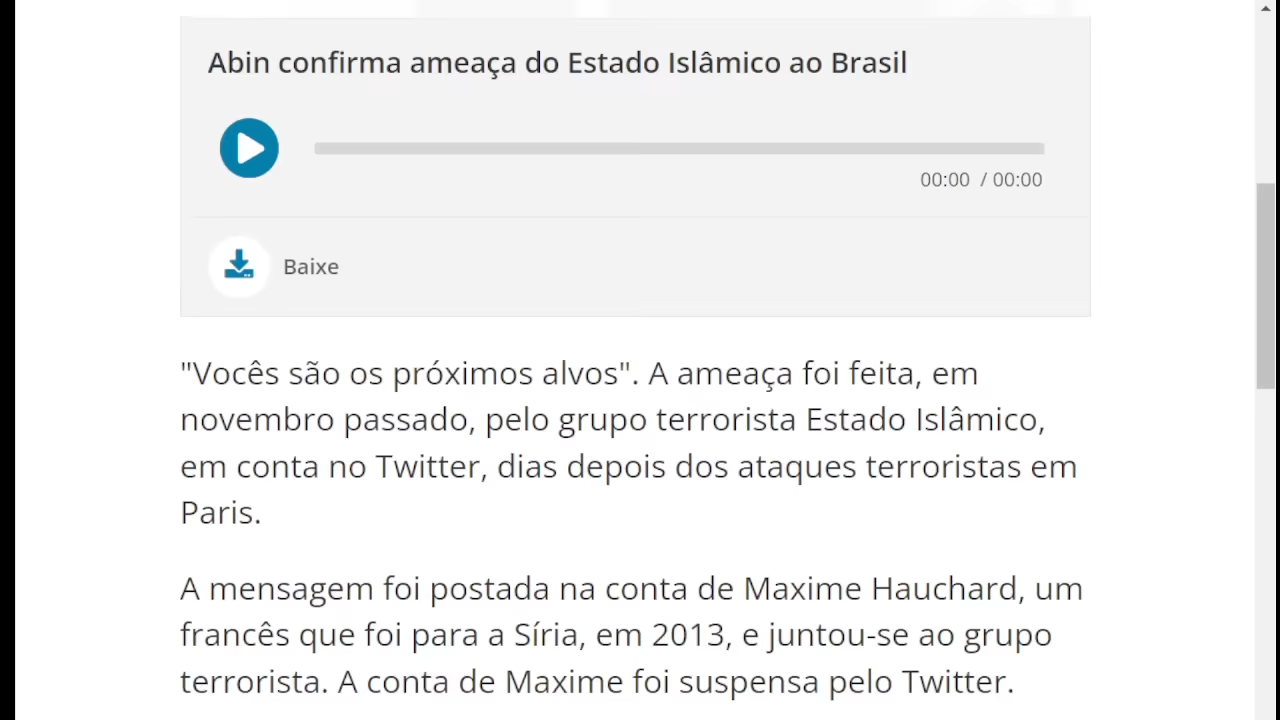 Abin confirma ameaça do Estado Islâmico ao Brasil
00:00 / 00:00
Baixe
"Vocês são os próximos alvos". A ameaça foi feita, em
novembro passado, pelo grupo terrorista Estado Islâmico,
em conta no Twitter, dias depois dos ataques terroristas em
Paris.
A mensagem foi postada na conta de Maxime Hauchard, um
francês que foi para a Síria, em 2013, e juntou-se ao grupo
terrorista. A conta de Maxime foi suspensa pelo Twitter.